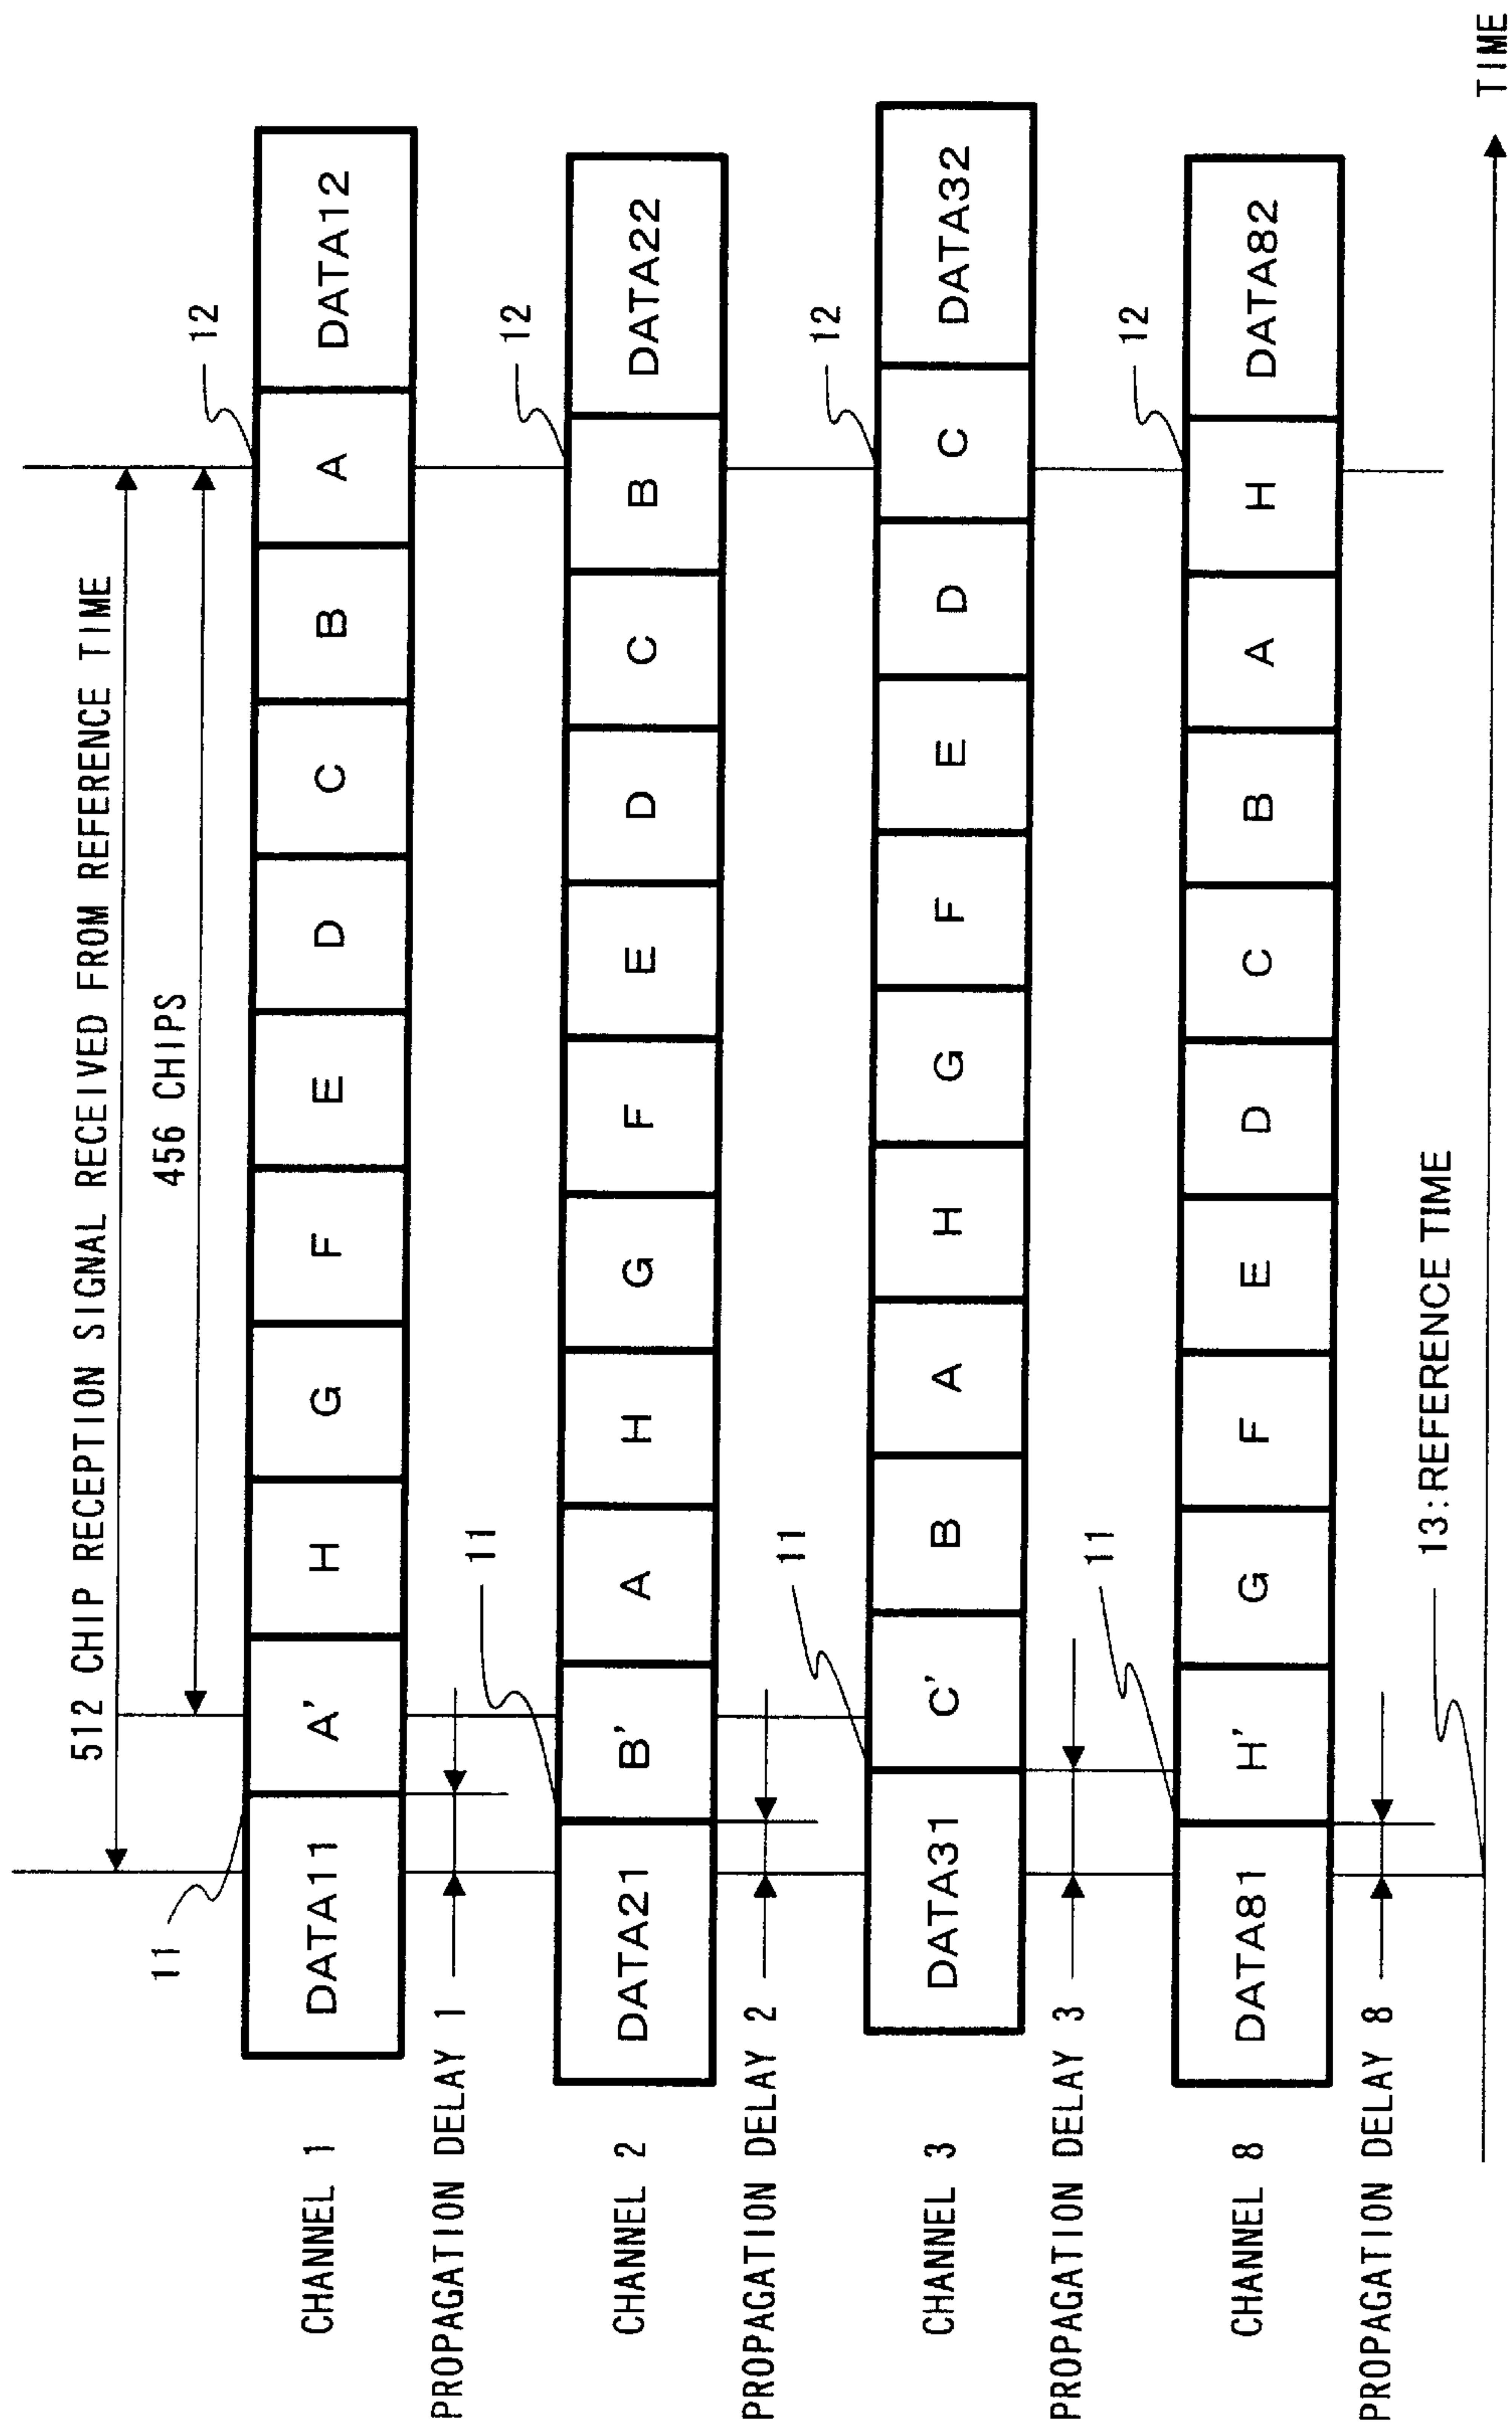 512 CHIP RECEPTION SIGNAL RECEIVED FROM REFERENCE TIME
456 CHIPS
11
12
CHANNEL 1
DATA11 A' H G F E D C B A DATA12
PROPAGATION DELAY 1
11
12
CHANNEL 2
DATA21 B' A H G F E D C B DATA22
PROPAGATION DELAY 2
11
12
CHANNEL 3
DATA31 C' B A H G F E D C DATA32
PROPAGATION DELAY 3
11
12
CHANNEL 8
DATA81 H' G F E D C B A H DATA82
PROPAGATION DELAY 8
13:REFERENCE TIME
TIME